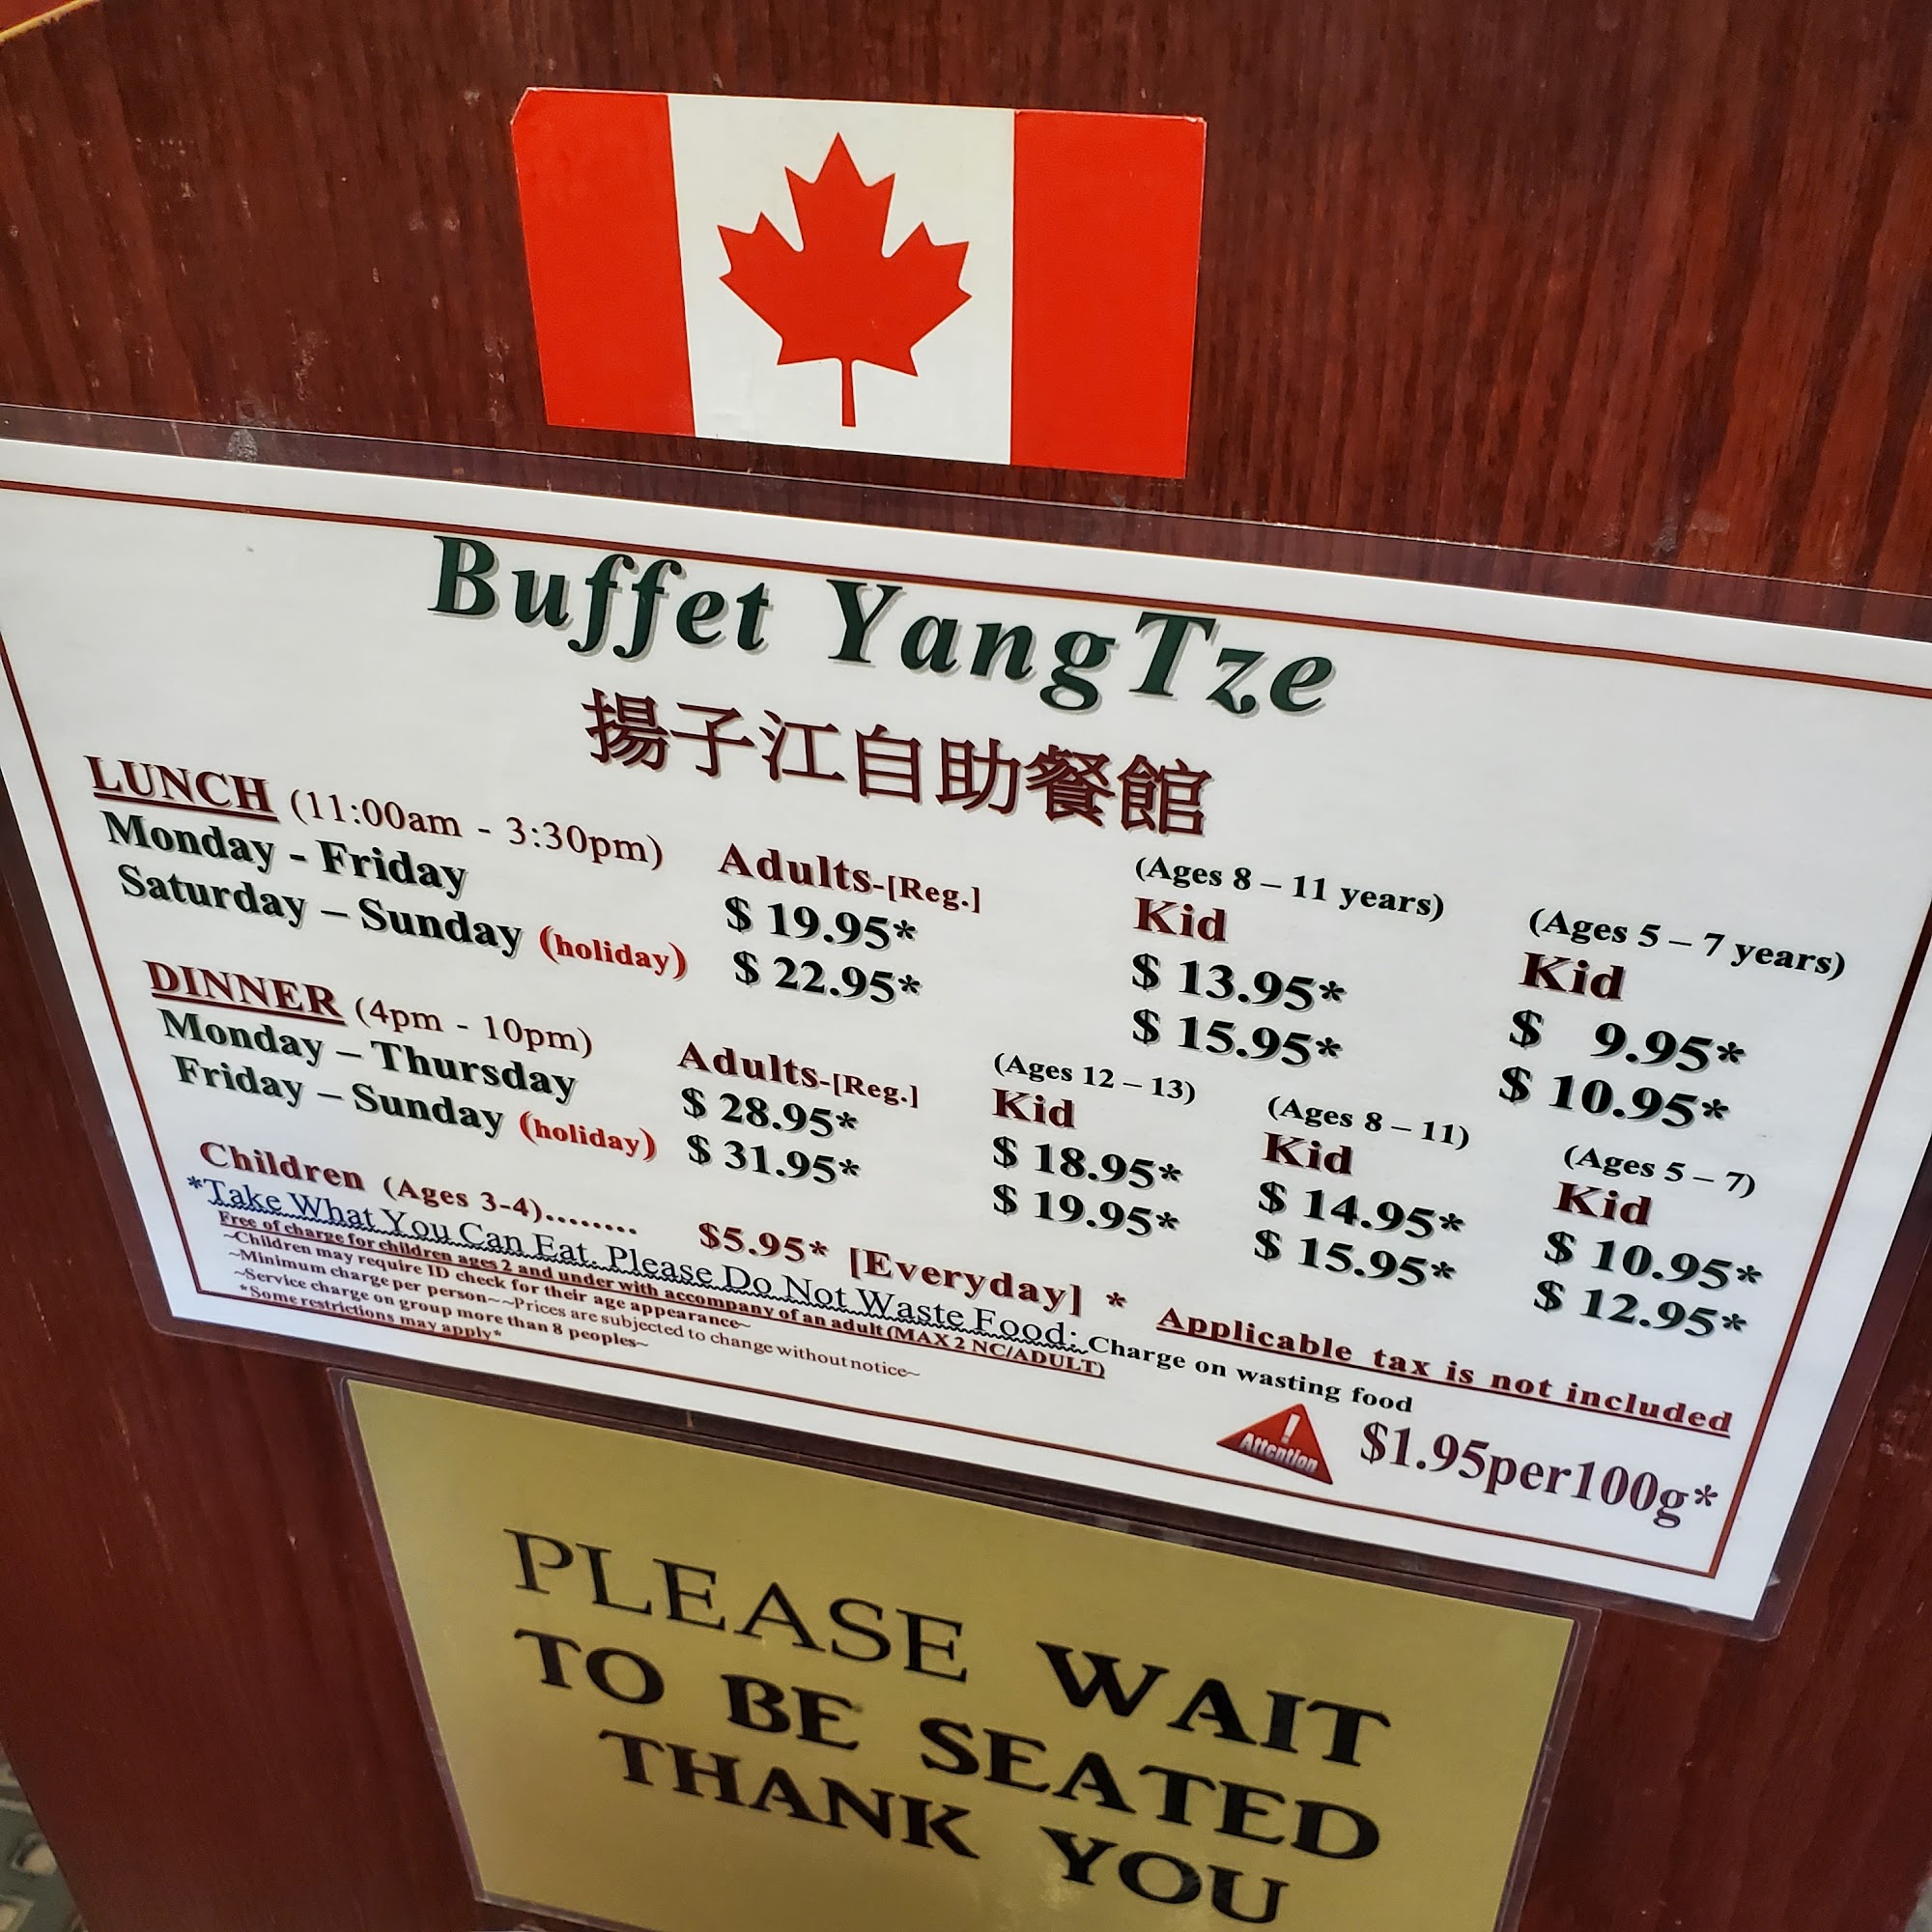 Buffet YangTze
揚子江自助餐館
LUNCH (11:00am - 3:30pm) Adults-[Reg.] (Ages 8 – 11 years) Kid (Ages 5 – 7 years) Kid
Monday - Friday $ 19.95* $ 13.95* $ 9.95*
Saturday – Sunday (holiday) $ 22.95* $ 15.95* $ 10.95*
DINNER (4pm - 10pm) Adults-[Reg.] (Ages 12 – 13) Kid (Ages 8 – 11) Kid (Ages 5 – 7) Kid
Monday – Thursday $ 28.95* $ 18.95* $ 14.95* $ 10.95*
Friday – Sunday (holiday) $ 31.95* $ 19.95* $ 15.95* $ 12.95*
Children (Ages 3-4)........ $5.95* [Everyday] * Applicable tax is not included
*Take What You Can Eat. Please Do Not Waste Food; Charge on wasting food
Free of charge for children ages 2 and under with accompany of an adult (MAX 2 NC/ADULT)
~Children may require ID check for their age appearance~
~Minimum charge per person~~Prices are subjected to change without notice~
~Service charge on group more than 8 peoples~
*Some restrictions may apply*
! Attention $1.95per100g*
PLEASE WAIT
TO BE SEATED
THANK YOU